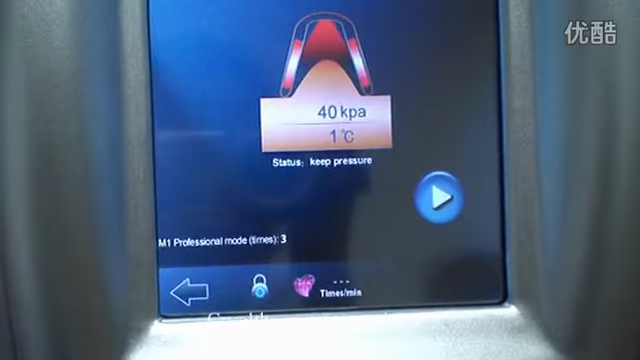 优酷
40 kpa
1 ℃
Status: keep pressure
M1 Professional mode (times): 3
---
Times/min